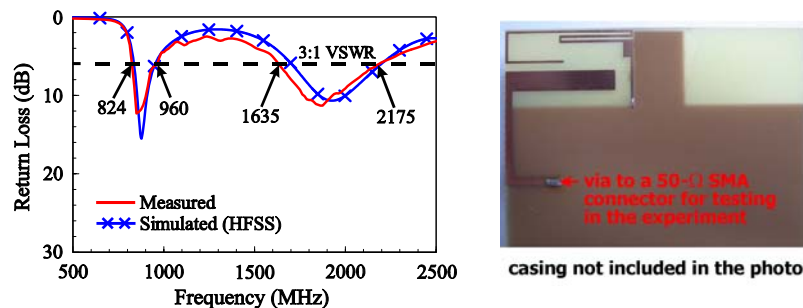 0
10
20
30
Return Loss (dB)
3:1 VSWR
824
960
1635
2175
Measured
Simulated (HFSS)
500
1000
1500
2000
2500
Frequency (MHz)
via to a 50-Ω SMA
connector for testing
in the experiment
casing not included in the photo